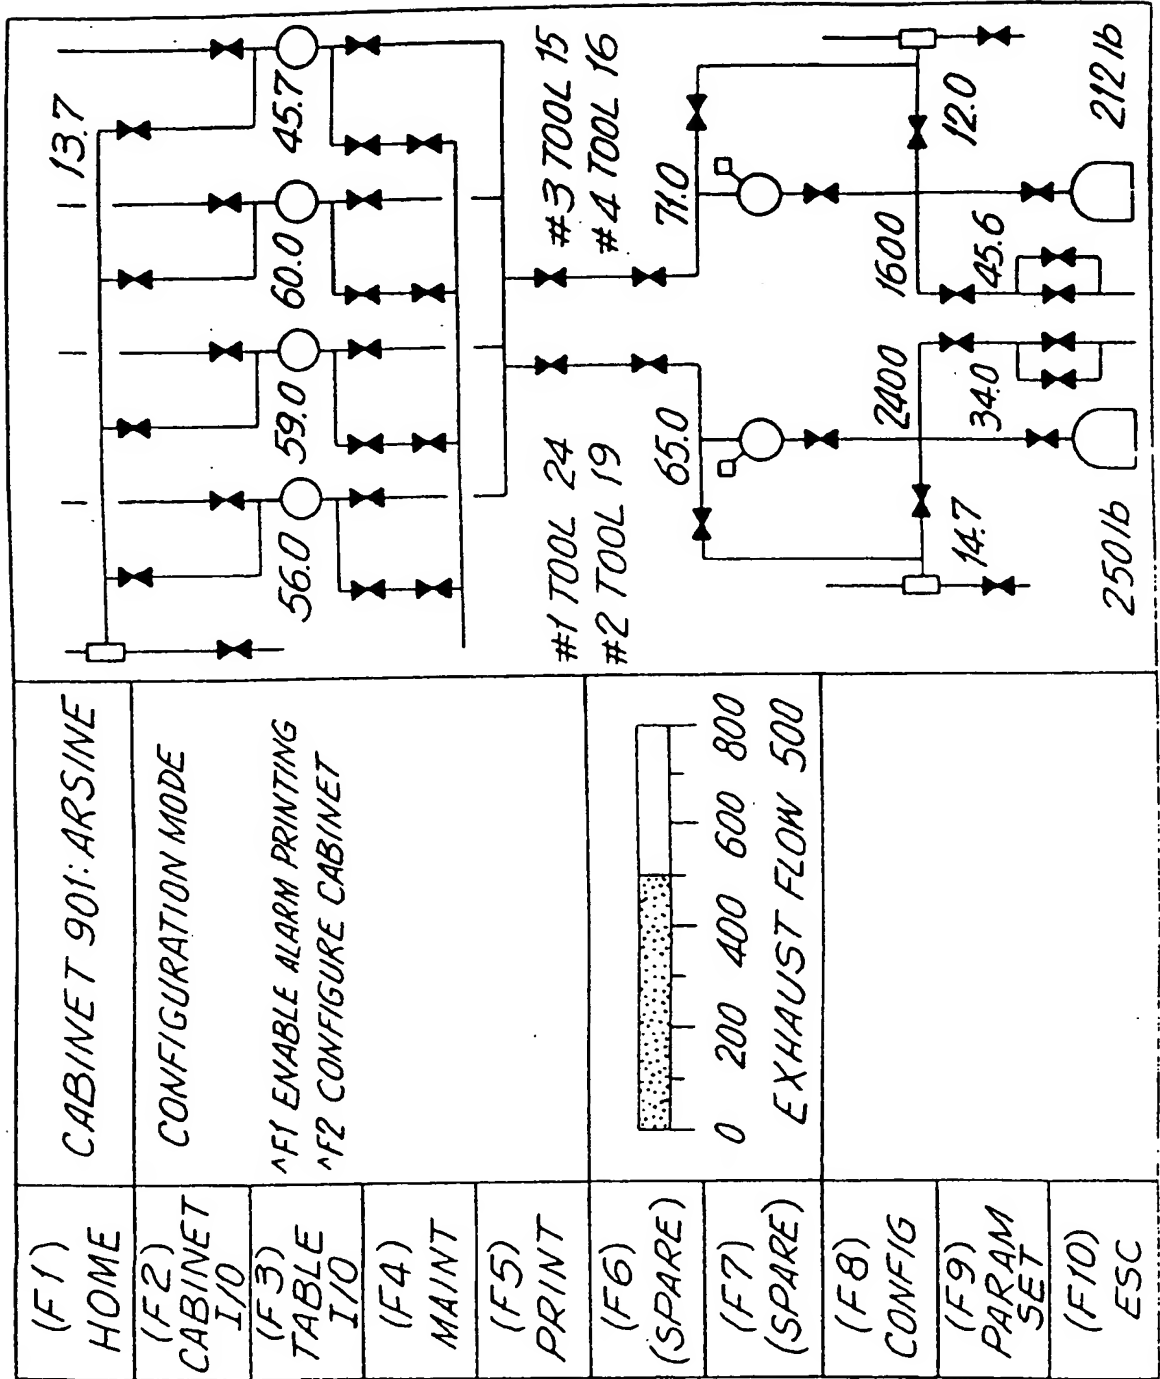 (F1)
HOME
(F2)
CABINET
I/O
(F3)
TABLE
I/O
(F4)
MAINT
(F5)
PRINT
(F6)
(SPARE)
(F7)
(SPARE)
(F8)
CONFIG
(F9)
PARAM
SET
(F10)
ESC
CABINET 901: ARSINE
CONFIGURATION MODE
^F1 ENABLE ALARM PRINTING
^F2 CONFIGURE CABINET
0 200 400 600 800
EXHAUST FLOW 500
13.7
56.0 59.0 60.0 45.7
#1 TOOL 24
#2 TOOL 19
#3 TOOL 15
#4 TOOL 16
65.0 71.0
2400 1600
14.7 34.0 45.6 12.0
250 lb 212 lb